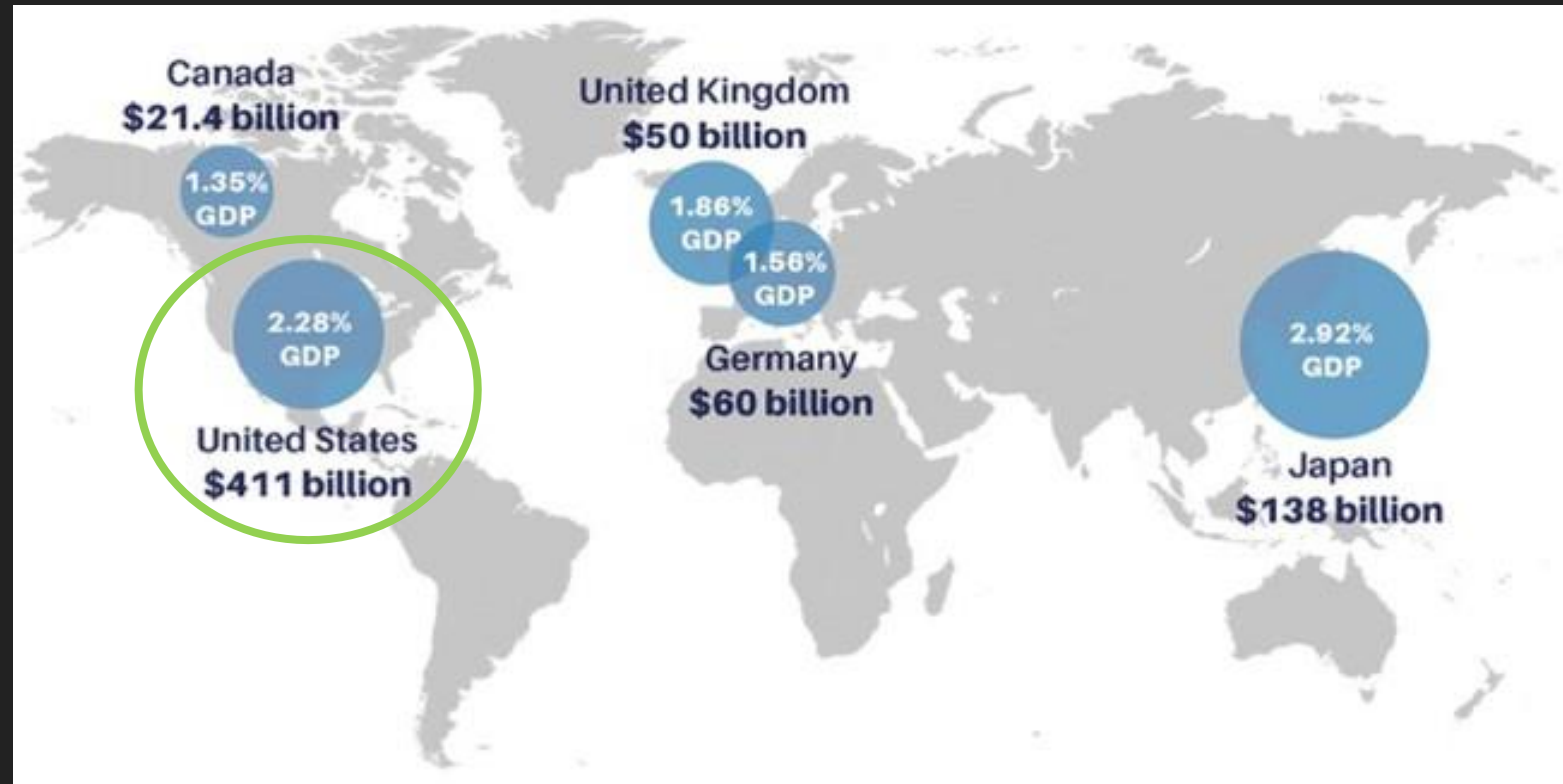 Canada
$21.4 billion
1.35%
GDP
United Kingdom
$50 billion
1.86%
GDP
1.56%
GDP
Germany
$60 billion
2.28%
GDP
United States
$411 billion
2.92%
GDP
Japan
$138 billion